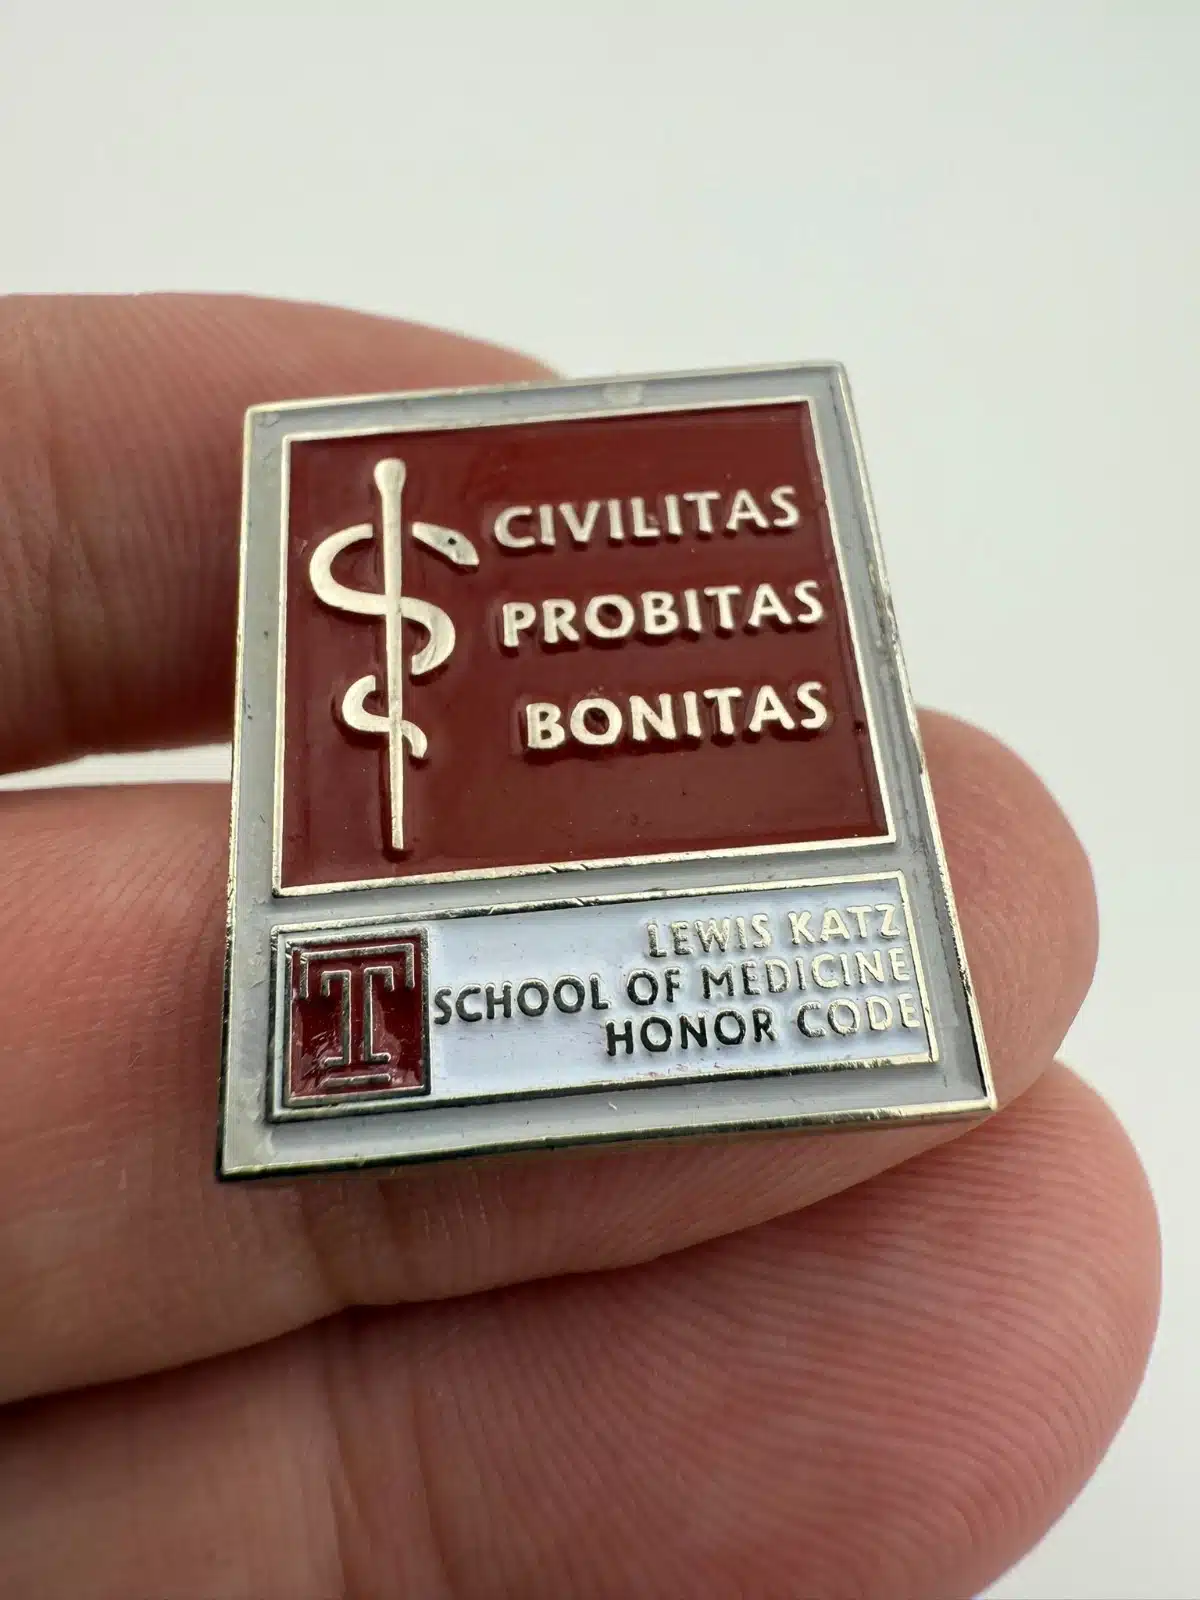 CIVILITAS
PROBITAS
BONITAS
T
LEWIS KATZ
SCHOOL OF MEDICINE
HONOR CODE